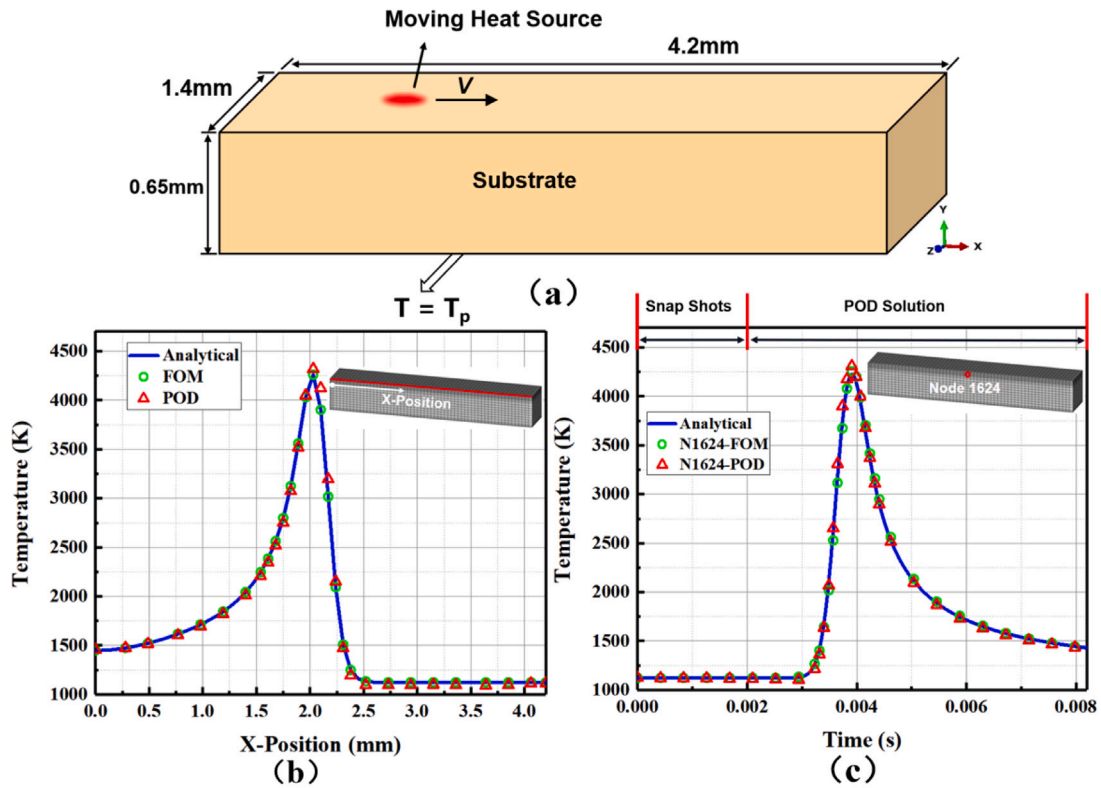 Moving Heat Source
4.2mm
1.4mm
V
0.65mm
Substrate
Y
X
Z
(a)
T = Tₚ
4500
4000
3500
3000
2500
2000
1500
1000
Temperature (K)
Analytical
FOM
POD
X-Position
0.0 0.5 1.0 1.5 2.0 2.5 3.0 3.5 4.0
X-Position (mm)
(b)
Snap Shots
POD Solution
4500
4000
3500
3000
2500
2000
1500
1000
Temperature (K)
Node 1624
Analytical
N1624-FOM
N1624-POD
0.000 0.002 0.004 0.006 0.008
Time (s)
(c)